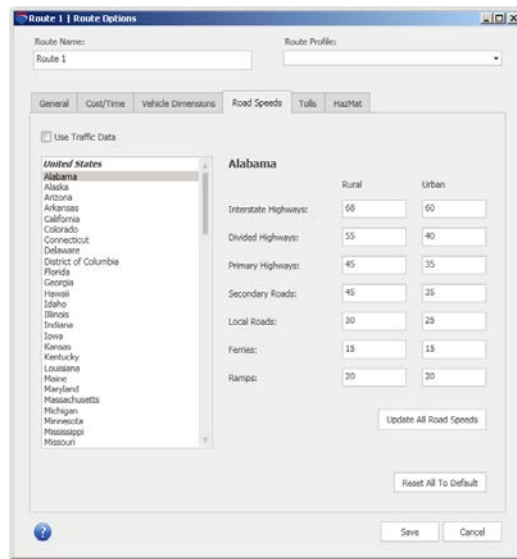 Route 1 | Route Options
Route Name: Route Profile:
Route 1
General Cost/Time Vehicle Dimensions Road Speeds Tolls HazMat
Use Traffic Data
United States
Alabama
Alaska
Arizona
Arkansas
California
Colorado
Connecticut
Delaware
District of Columbia
Florida
Georgia
Hawaii
Idaho
Illinois
Indiana
Iowa
Kansas
Kentucky
Louisiana
Maine
Maryland
Massachusetts
Michigan
Minnesota
Mississippi
Missouri
Alabama
Rural Urban
Interstate Highways: 68 60
Divided Highways: 55 40
Primary Highways: 45 35
Secondary Roads: 45 35
Local Roads: 30 25
Ferries: 15 15
Ramps: 20 20
Update All Road Speeds
Reset All To Default
?
Save Cancel